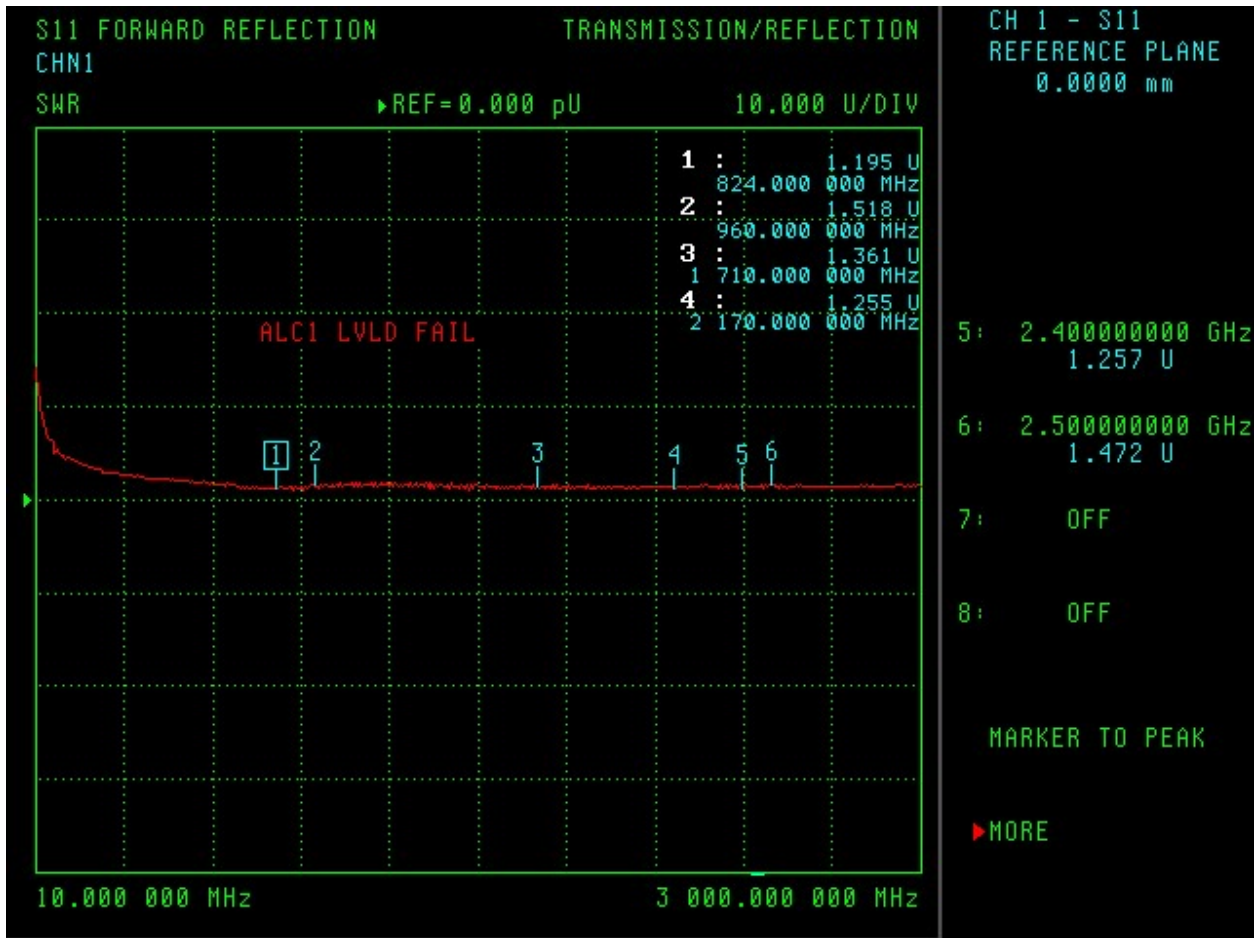 S11 FORWARD REFLECTION TRANSMISSION/REFLECTION
CHN1
SWR ▶REF=0.000 pU 10.000 U/DIV
1 : 1.195 U
824.000 000 MHz
2 : 1.518 U
960.000 000 MHz
3 : 1.361 U
1 710.000 000 MHz
4 : 1.255 U
2 170.000 000 MHz
ALC1 LVLD FAIL
1 2 3 4 5 6
10.000 000 MHz 3 000.000 000 MHz
CH 1 - S11
REFERENCE PLANE
0.0000 mm
5: 2.400000000 GHz
1.257 U
6: 2.500000000 GHz
1.472 U
7: OFF
8: OFF
MARKER TO PEAK
▶MORE